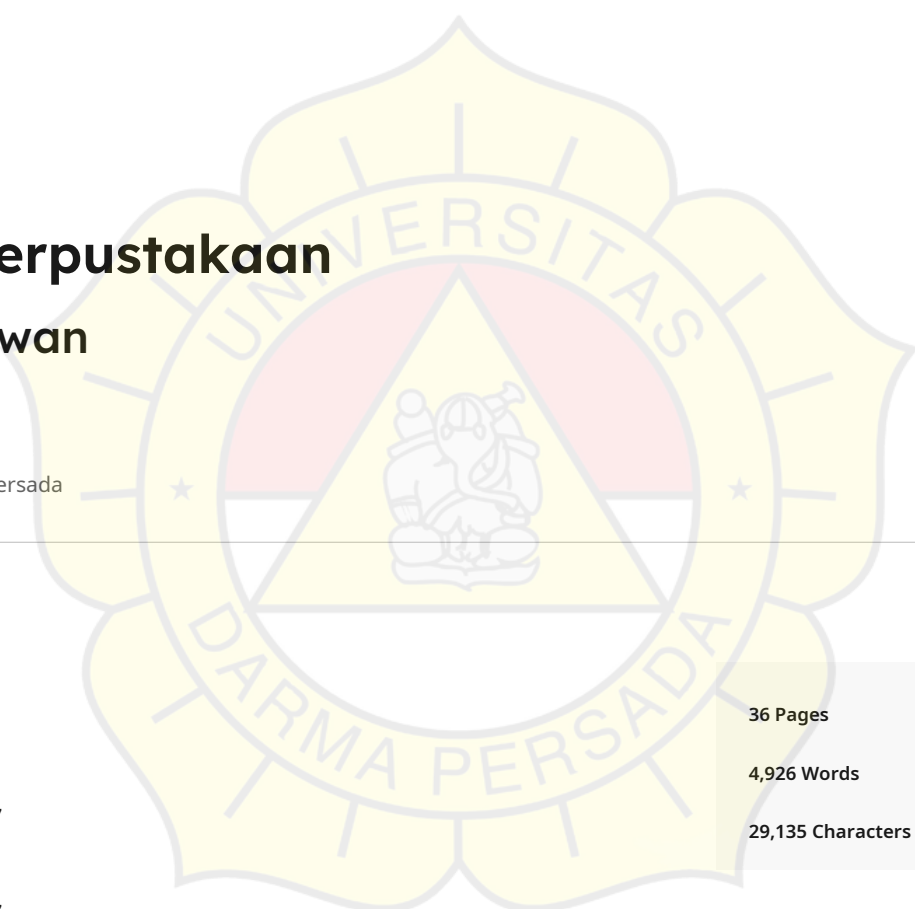 UNIVERSITAS
erpustakaan
wan
ersada
DARMA PERSADA
36 Pages
4,926 Words
29,135 Characters